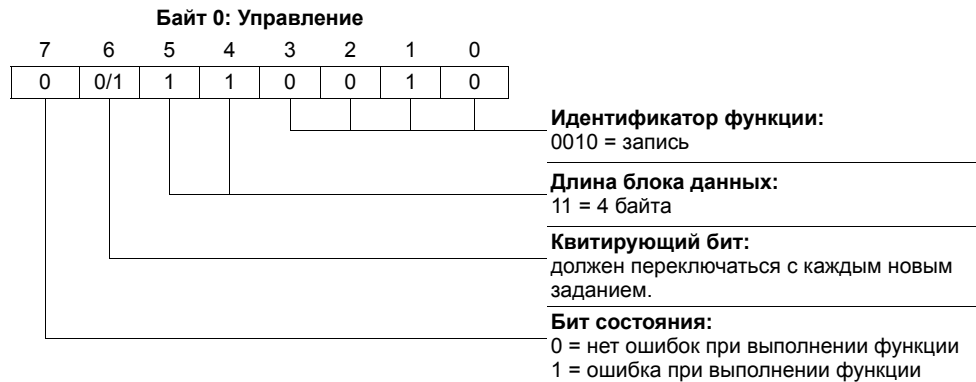 Байт 0: Управление
7 6 5 4 3 2 1 0
0 0/1 1 1 0 0 1 0
Идентификатор функции:
0010 = запись
Длина блока данных:
11 = 4 байта
Квитирующий бит:
должен переключаться с каждым новым
заданием.
Бит состояния:
0 = нет ошибок при выполнении функции
1 = ошибка при выполнении функции